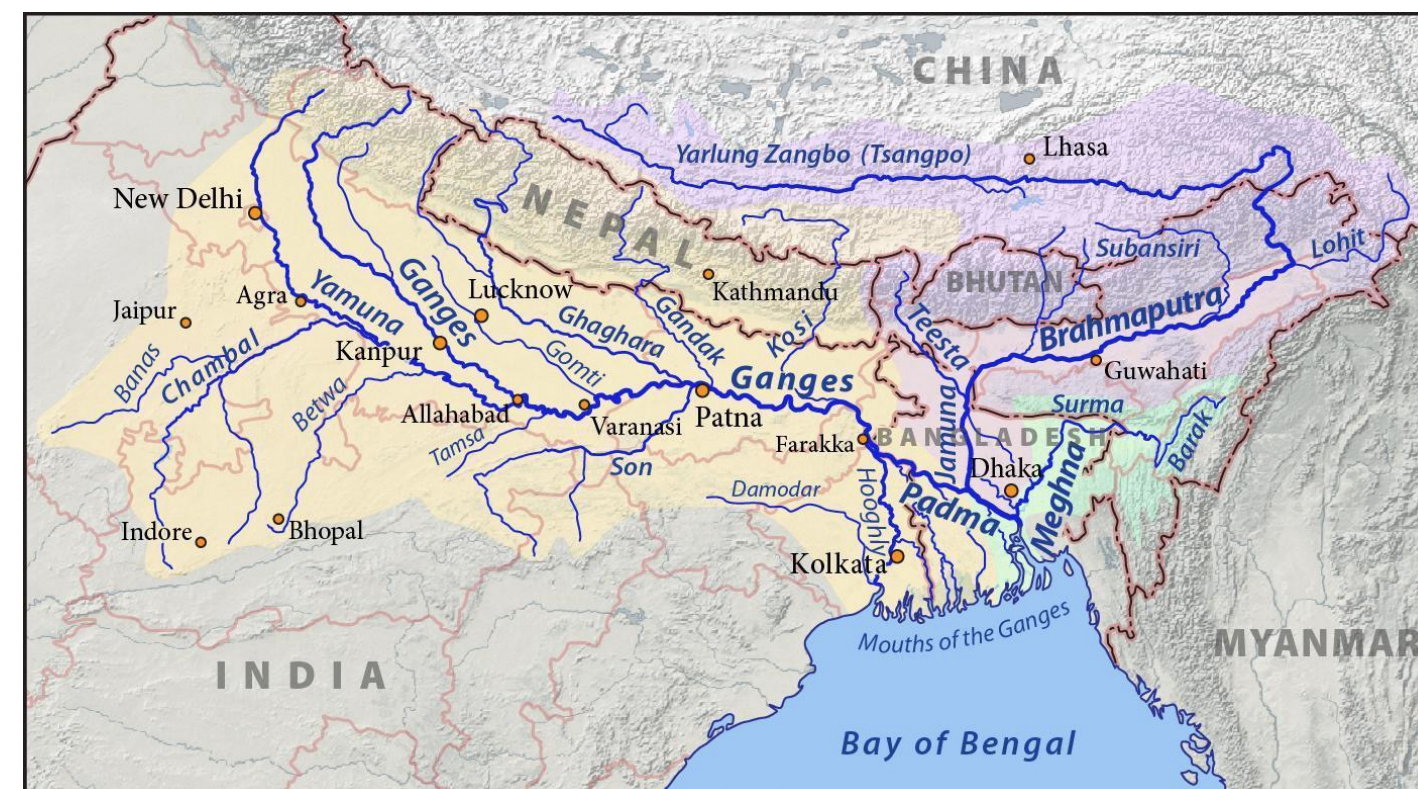 CHINA
Yarlung Zangbo (Tsangpo)
Lhasa
New Delhi
NEPAL
Subansiri
Lohit
BHUTAN
Ganges
Lucknow
Kathmandu
Agra
Yamuna
Jaipur
Ghaghara
Gandak
Kosi
Teesta
Brahmaputra
Kanpur
Gomti
Guwahati
Banas
Chambal
Betwa
Ganges
Allahabad
Varanasi
Patna
Surma
Farakka
BANGLADESH
Jamuna
Barak
Tamsa
Son
Dhaka
Damodar
Hooghly
Padma
Meghna
Indore
Bhopal
Kolkata
Mouths of the Ganges
INDIA
MYANMAR
Bay of Bengal